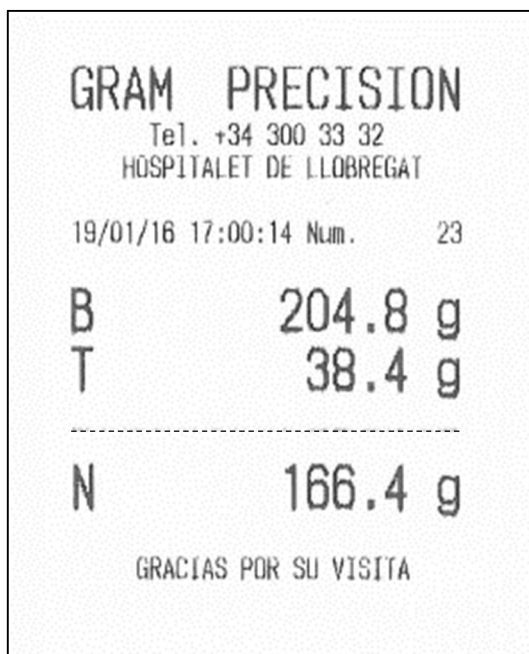 GRAM PRECISION
Tel. +34 300 33 32
HOSPITALET DE LLOBREGAT
19/01/16 17:00:14 Num. 23
B 204.8 g
T 38.4 g
N 166.4 g
GRACIAS POR SU VISITA